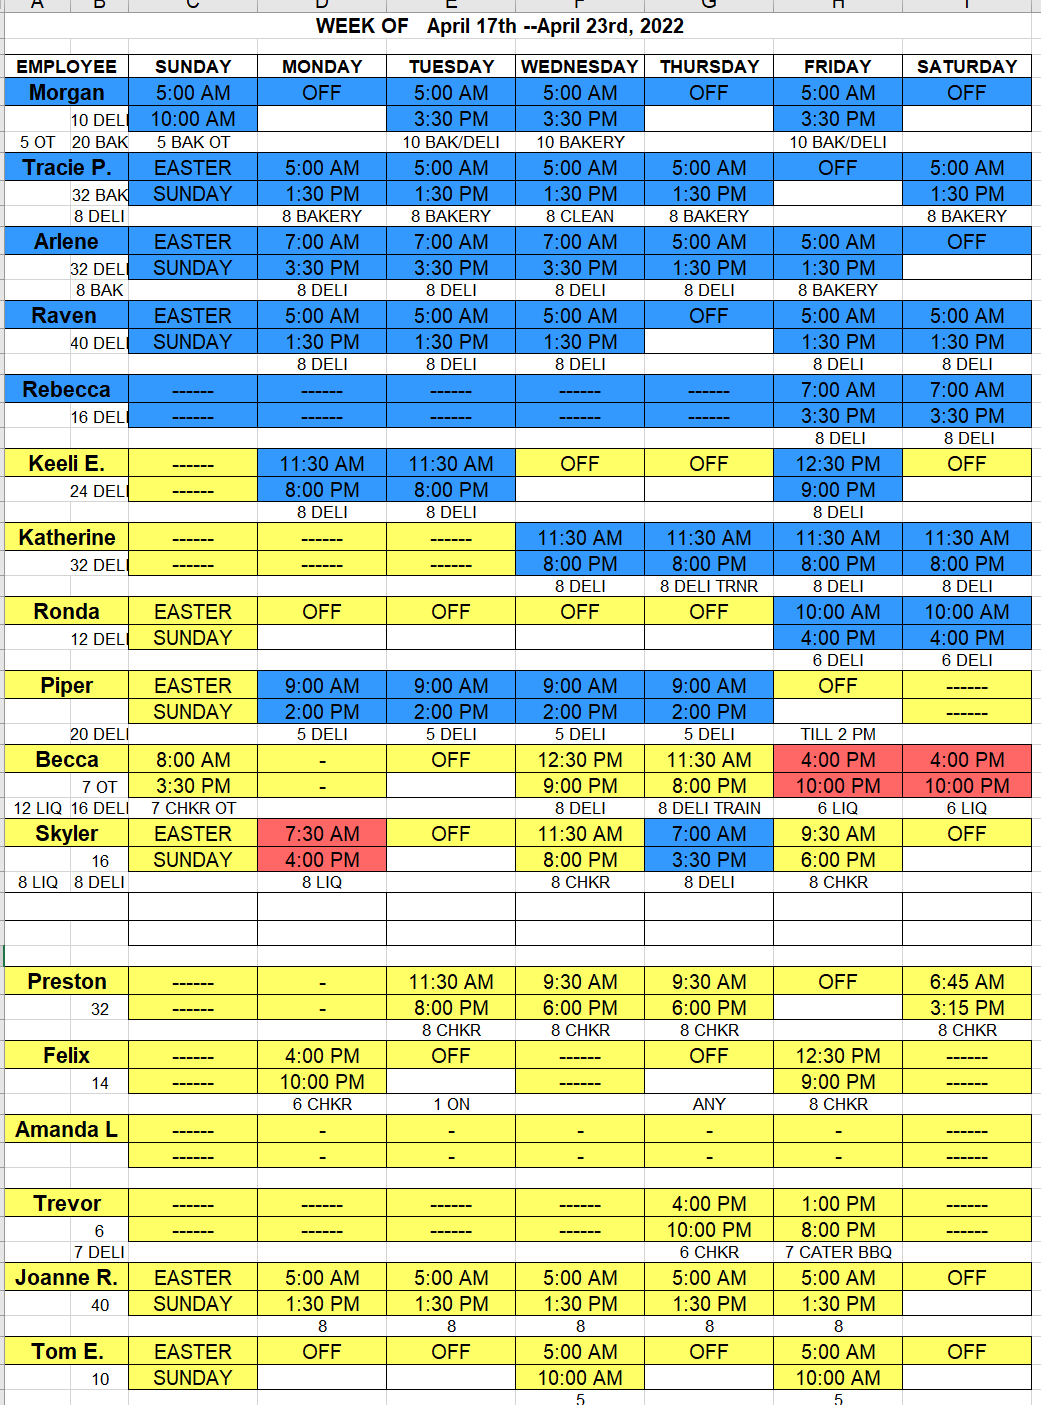 A B C D E F G H I
WEEK OF April 17th --April 23rd, 2022
EMPLOYEE SUNDAY MONDAY TUESDAY WEDNESDAY THURSDAY FRIDAY SATURDAY
Morgan 5:00 AM OFF 5:00 AM 5:00 AM OFF 5:00 AM OFF
10 DELI 10:00 AM 3:30 PM 3:30 PM 3:30 PM
5 OT 20 BAK 5 BAK OT 10 BAK/DELI 10 BAKERY 10 BAK/DELI
Tracie P. EASTER 5:00 AM 5:00 AM 5:00 AM 5:00 AM OFF 5:00 AM
32 BAK SUNDAY 1:30 PM 1:30 PM 1:30 PM 1:30 PM 1:30 PM
8 DELI 8 BAKERY 8 BAKERY 8 CLEAN 8 BAKERY 8 BAKERY
Arlene EASTER 7:00 AM 7:00 AM 7:00 AM 5:00 AM 5:00 AM OFF
32 DELI SUNDAY 3:30 PM 3:30 PM 3:30 PM 1:30 PM 1:30 PM
8 BAK 8 DELI 8 DELI 8 DELI 8 DELI 8 BAKERY
Raven EASTER 5:00 AM 5:00 AM 5:00 AM OFF 5:00 AM 5:00 AM
40 DELI SUNDAY 1:30 PM 1:30 PM 1:30 PM 1:30 PM 1:30 PM
8 DELI 8 DELI 8 DELI 8 DELI 8 DELI
Rebecca ------ ------ ------ ------ ------ 7:00 AM 7:00 AM
16 DELI ------ ------ ------ ------ ------ 3:30 PM 3:30 PM
8 DELI 8 DELI
Keeli E. ------ 11:30 AM 11:30 AM OFF OFF 12:30 PM OFF
24 DELI ------ 8:00 PM 8:00 PM 9:00 PM
8 DELI 8 DELI 8 DELI
Katherine ------ ------ ------ 11:30 AM 11:30 AM 11:30 AM 11:30 AM
32 DELI ------ ------ ------ 8:00 PM 8:00 PM 8:00 PM 8:00 PM
8 DELI 8 DELI TRNR 8 DELI 8 DELI
Ronda EASTER OFF OFF OFF OFF 10:00 AM 10:00 AM
12 DELI SUNDAY 4:00 PM 4:00 PM
6 DELI 6 DELI
Piper EASTER 9:00 AM 9:00 AM 9:00 AM 9:00 AM OFF ------
SUNDAY 2:00 PM 2:00 PM 2:00 PM 2:00 PM ------
20 DELI 5 DELI 5 DELI 5 DELI 5 DELI TILL 2 PM
Becca 8:00 AM - OFF 12:30 PM 11:30 AM 4:00 PM 4:00 PM
7 OT 3:30 PM - 9:00 PM 8:00 PM 10:00 PM 10:00 PM
12 LIQ 16 DELI 7 CHKR OT 8 DELI 8 DELI TRAIN 6 LIQ 6 LIQ
Skyler EASTER 7:30 AM OFF 11:30 AM 7:00 AM 9:30 AM OFF
16 SUNDAY 4:00 PM 8:00 PM 3:30 PM 6:00 PM
8 LIQ 8 DELI 8 LIQ 8 CHKR 8 DELI 8 CHKR
Preston ------ - 11:30 AM 9:30 AM 9:30 AM OFF 6:45 AM
32 ------ - 8:00 PM 6:00 PM 6:00 PM 3:15 PM
8 CHKR 8 CHKR 8 CHKR 8 CHKR
Felix ------ 4:00 PM OFF ------ OFF 12:30 PM ------
14 ------ 10:00 PM ------ 9:00 PM ------
6 CHKR 1 ON ANY 8 CHKR
Amanda L ------ - - - - - ------
------ - - - - - ------
Trevor ------ ------ ------ ------ 4:00 PM 1:00 PM ------
6 ------ ------ ------ ------ 10:00 PM 8:00 PM ------
7 DELI 6 CHKR 7 CATER BBQ
Joanne R. EASTER 5:00 AM 5:00 AM 5:00 AM 5:00 AM 5:00 AM OFF
40 SUNDAY 1:30 PM 1:30 PM 1:30 PM 1:30 PM 1:30 PM
8 8 8 8 8
Tom E. EASTER OFF OFF 5:00 AM OFF 5:00 AM OFF
10 SUNDAY 10:00 AM 10:00 AM
5 5